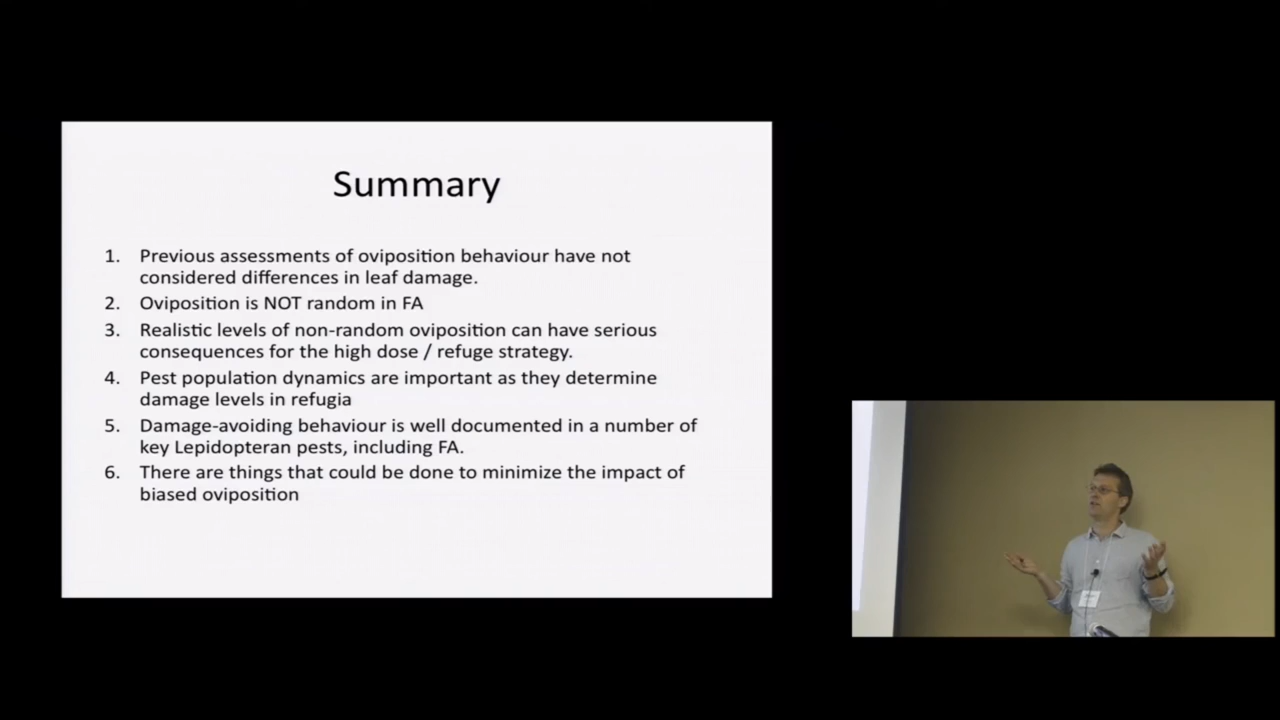 Summary
1. Previous assessments of oviposition behaviour have not
considered differences in leaf damage.
2. Oviposition is NOT random in FA
3. Realistic levels of non-random oviposition can have serious
consequences for the high dose / refuge strategy.
4. Pest population dynamics are important as they determine
damage levels in refugia
5. Damage-avoiding behaviour is well documented in a number of
key Lepidopteran pests, including FA.
6. There are things that could be done to minimize the impact of
biased oviposition